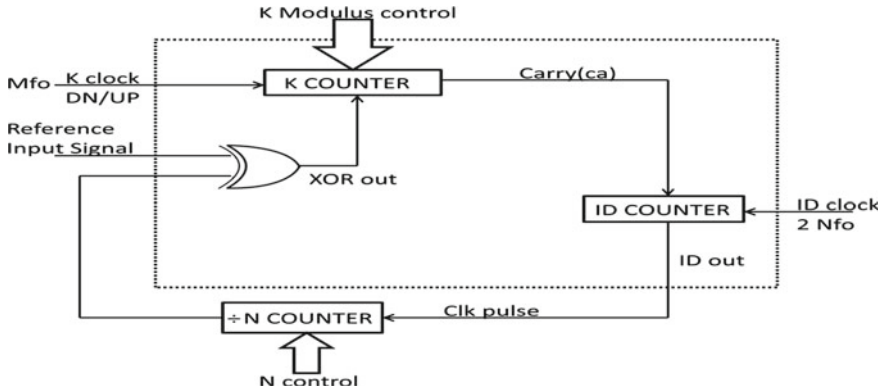 K Modulus control
Mfo
K clock
DN/UP
K COUNTER
Carry(ca)
Reference
Input Signal
XOR out
ID COUNTER
ID clock
2 Nfo
ID out
÷N COUNTER
Clk pulse
N control